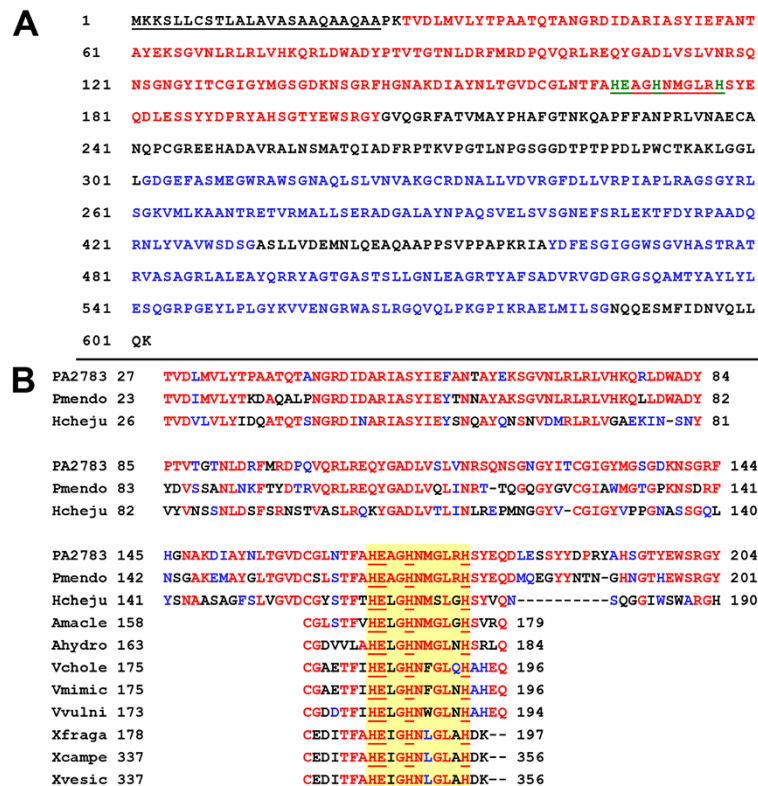 A
1 MKKSLLCSTLALAVASAAQAAQAAPKTVDLMVLYTPAATQTANGRDIDARIASYIEFANT
61 AYEKSGVNLRLRLVHKQRLDWADYPTVTGTNLDRFMRDPQVQRLREQYGADLVSLVNRSQ
121 NSGNGYITCGIGYMGSGDKNSGRFHGNAKDIAYNLTGVDCGLNTFAHEAGHNMGLRHSYE
181 QDLESSYYDPRYAHSGTYEWSRGYGVQGRFATVMAYPHAFGTNKQAPFFANPRLVNAECA
241 NQPCGREEHADAVRALNSMATQIADFRPTKVPGTLNPGSGGDTPTPPDLPWCTKAKLGGL
301 LGDGEFASMEGWRAWSGNAQLSLVNVAKGCRDNALLVDVRGFDLLVRPIAPLRAGSGYRL
261 SGKVMLKAANTRETVRMALLSERADGALAYNPAQSVELSVSGNEFSRLEKTFDYRPAADQ
421 RNLYVAVWSDSGASLLVDEMNLQEAQAAPPSVPPAPKRIAYDFESGIGGWSGVHASTRAT
481 RVASAGRLALEAYQRRYAGTGASTSLLGNLEAGRTYAFSADVRVGDGRGSQAMTYAYLYL
541 ESQGRPGEYLPLGYKVVENGRWASLRGQVQLPKGPIKRAELMILSGNQQESMFIDNVQLL
601 QK
B
PA2783 27 TVDLMVLYTPAATQTANGRDIDARIASYIEFANTAYEKSGVNLRLRLVHKQRLDWADY 84
Pmendo 23 TVDIMVLYTKDAQALPNGRDIDARIASYIEYTNNAYAKSGVNLRLRLVHKQLLDWADY 82
Hcheju 26 TVDVLVLYIDQATQTSNGRDINARIASYIEYSNQAYQNSNVDMRLRLVGAEKIN-SNY 81
PA2783 85 PTVTGTNLDRFMRDPQVQRLREQYGADLVSLVNRSQNSGNGYITCGIGYMGSGDKNSGRF 144
Pmendo 83 YDVSSANLNKFTYDTRVQRLREQYGADLVQLINRT-TQGQGYGVCGIAWMGTGPKNSDRF 141
Hcheju 82 VYVNSSNLDSFSRNSTVASLRQKYGADLVTLINLREPMNGGYV-CGIGYVPPGNASSGQL 140
PA2783 145 HGNAKDIAYNLTGVDCGLNTFAHEAGHNMGLRHSYEQDLESSYYDPRYAHSGTYEWSRGY 204
Pmendo 142 NSGAKEMAYGLTGVDCSLSTFAHEAGHNMGLRHSYEQDMQEGYYNTN-GHNGTHEWSRGY 201
Hcheju 141 YSNAASAGFSLVGVDCGYSTFTHELGHNMSLGHSYVQN-----------SQGGIWSWARGH 190
Amacle 158 CGLSTFVHELGHNMGLGHSVRQ 179
Ahydro 163 CGDVVLAHELGHNMGLNHSRLQ 184
Vchole 175 CGAETFIHELGHNFGLQHAHEQ 196
Vmimic 175 CGAETFIHELGHNFGLNHAHEQ 196
Vvulni 173 CGDDTFIHELGHNWGLNHAHEQ 194
Xfraga 178 CEDITFAHEIGHNLGLAHDK-- 197
Xcampe 337 CEDITFAHEIGHNLGLAHDK-- 356
Xvesic 337 CEDITFAHEIGHNLGLAHDK-- 356